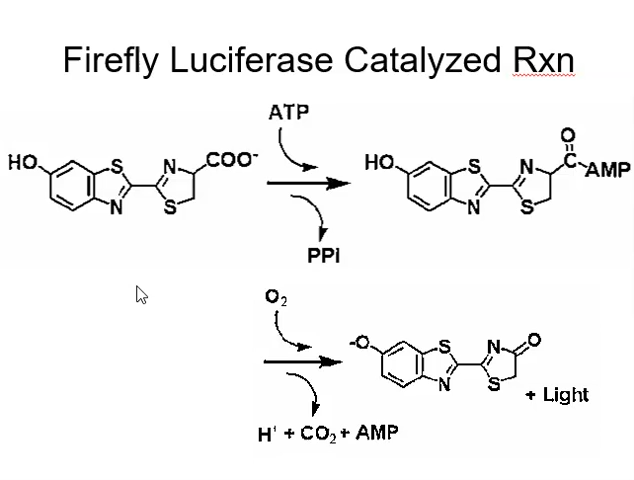 Firefly Luciferase Catalyzed Rxn
ATP
HO S N COO-
N S
PPi
HO S N O C AMP
N S
O2
-O S N O
N S
+ Light
H+ + CO2 + AMP